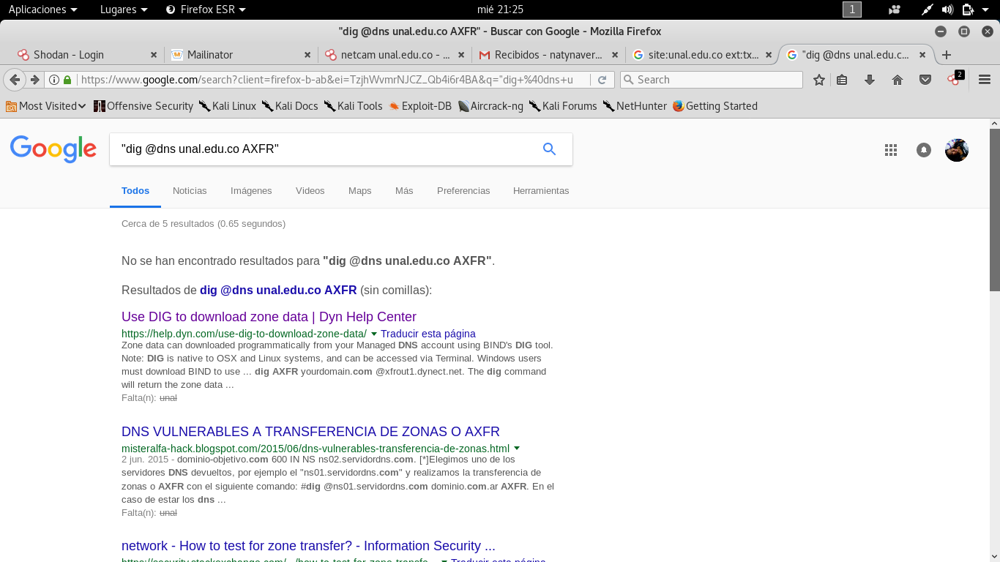 Aplicaciones Lugares Firefox ESR mié 21:25 1
"dig @dns unal.edu.co AXFR" - Buscar con Google - Mozilla Firefox
Shodan - Login Mailinator netcam unal.edu.co - ... Recibidos - natynaver... site:unal.edu.co ext:tx... "dig @dns unal.edu.c...
https://www.google.com/search?client=firefox-b-ab&ei=TzjhWvmrNJCZ_Qb4i6r4BA&q="dig+%40dns+u Search 2
Most Visited Offensive Security Kali Linux Kali Docs Kali Tools Exploit-DB Aircrack-ng Kali Forums NetHunter Getting Started
Google "dig @dns unal.edu.co AXFR"
Todos Noticias Imágenes Videos Maps Más Preferencias Herramientas
Cerca de 5 resultados (0.65 segundos)
No se han encontrado resultados para "dig @dns unal.edu.co AXFR".
Resultados de dig @dns unal.edu.co AXFR (sin comillas):
Use DIG to download zone data | Dyn Help Center
https://help.dyn.com/use-dig-to-download-zone-data/ Traducir esta página
Zone data can downloaded programmatically from your Managed DNS account using BIND's DIG tool.
Note: DIG is native to OSX and Linux systems, and can be accessed via Terminal. Windows users
must download BIND to use ... dig AXFR yourdomain.com @xfrout1.dynect.net. The dig command
will return the zone data ...
Falta(n): unal
DNS VULNERABLES A TRANSFERENCIA DE ZONAS O AXFR
misteralfa-hack.blogspot.com/2015/06/dns-vulnerables-transferencia-de-zonas.html
2 jun. 2015 - dominio-objetivo.com 600 IN NS ns02.servidordns.com. [*]Elegimos uno de los
servidores DNS devueltos, por ejemplo el "ns01.servidordns.com" y realizamos la transferencia de
zonas o AXFR con el siguiente comando: #dig @ns01.servidordns.com dominio.com.ar AXFR. En el
caso de estar los dns ...
Falta(n): unal
network - How to test for zone transfer? - Information Security ...
https://security.stackexchange.com/.../how-to-test-for-zone-transfe... Traducir esta página